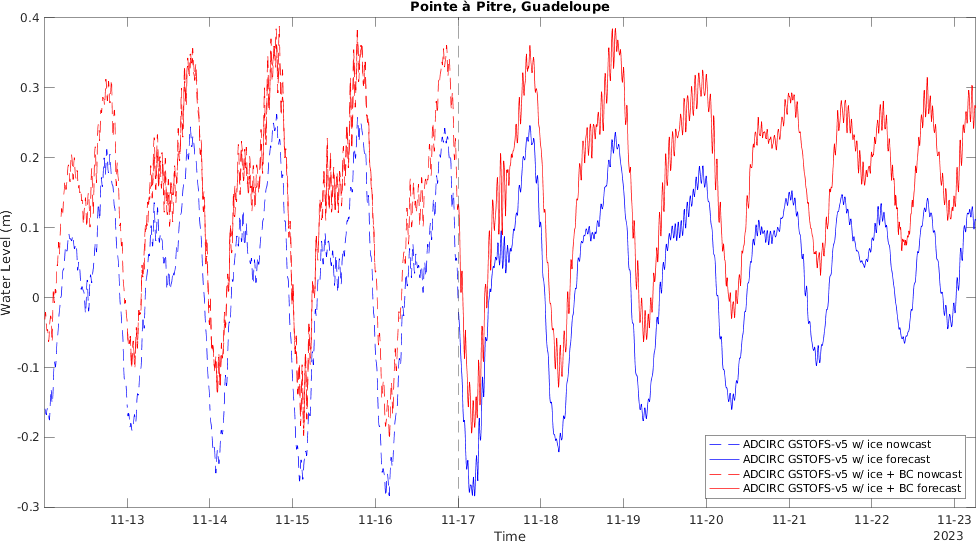 Pointe à Pitre, Guadeloupe
0.4
0.3
0.2
0.1
0
-0.1
-0.2
-0.3
Water Level (m)
ADCIRC GSTOFS-v5 w/ ice nowcast
ADCIRC GSTOFS-v5 w/ ice forecast
ADCIRC GSTOFS-v5 w/ ice + BC nowcast
ADCIRC GSTOFS-v5 w/ ice + BC forecast
11-13 11-14 11-15 11-16 11-17 11-18 11-19 11-20 11-21 11-22 11-23
Time
2023